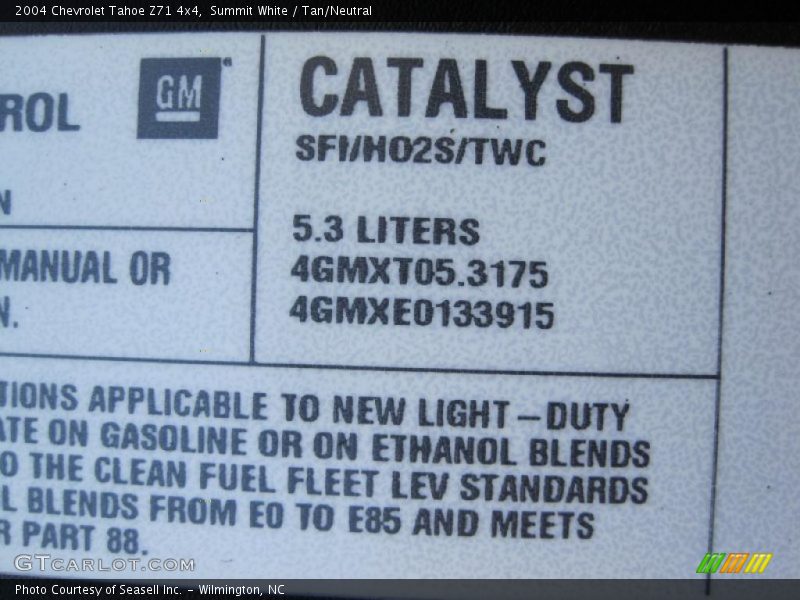 2004 Chevrolet Tahoe Z71 4x4, Summit White / Tan/Neutral
ROL
GM
N
MANUAL OR
N.
CATALYST
SFI/HO2S/TWC
5.3 LITERS
4GMXT05.3175
4GMXE0133915
TIONS APPLICABLE TO NEW LIGHT–DUTY
ATE ON GASOLINE OR ON ETHANOL BLENDS
O THE CLEAN FUEL FLEET LEV STANDARDS
L BLENDS FROM E0 TO E85 AND MEETS
R PART 88.
GTCARLOT.COM
Photo Courtesy of Seasell Inc. - Wilmington, NC